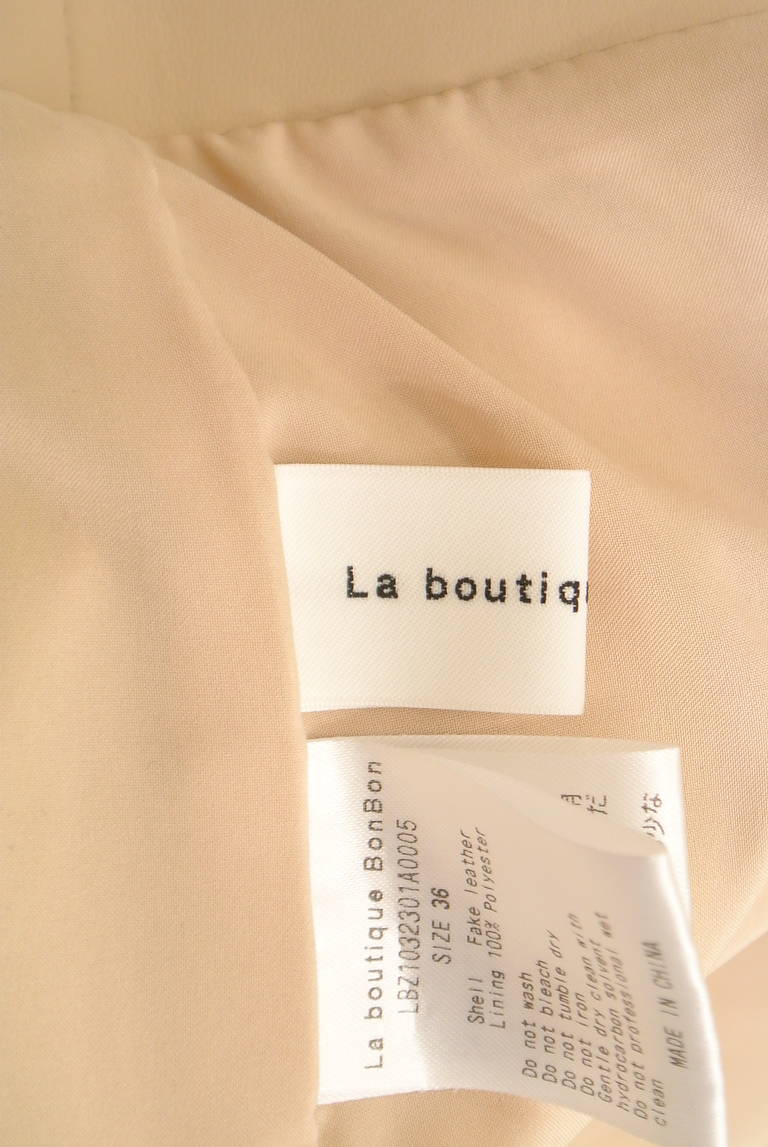 La boutiq
La boutique BonBon
LBZ1032301A0005
SIZE 36
Shell Fake leather
Lining 100% Polyester
Do not wash
Do not bleach
Do not tumble dry
Do not iron
Gentle dry clean with
hydrocarbon solvent
Do not professional wet
clean
MADE IN CHINA
だ
な